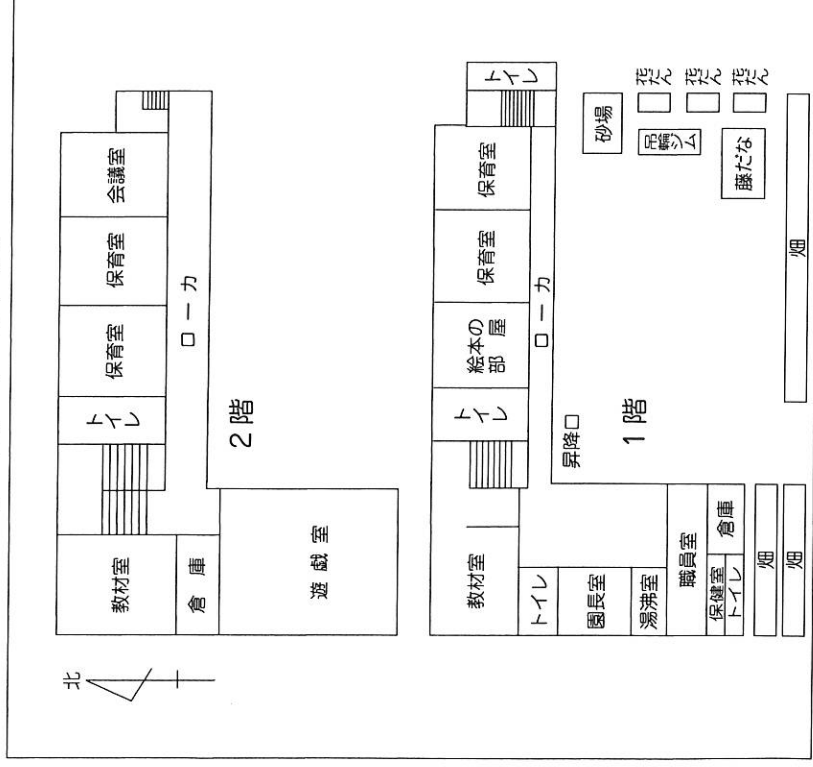 北
教材室
倉庫
遊戯室
トイレ
保育室
保育室
会議室
ローカ
2階
教材室
トイレ
園長室
湯沸室
職員室
保健室
トイレ
倉庫
トイレ
絵本の
部屋
保育室
保育室
トイレ
ローカ
昇降口
1階
砂場
吊輪
ジム
藤だな
花だん
花だん
花だん
畑
畑
畑